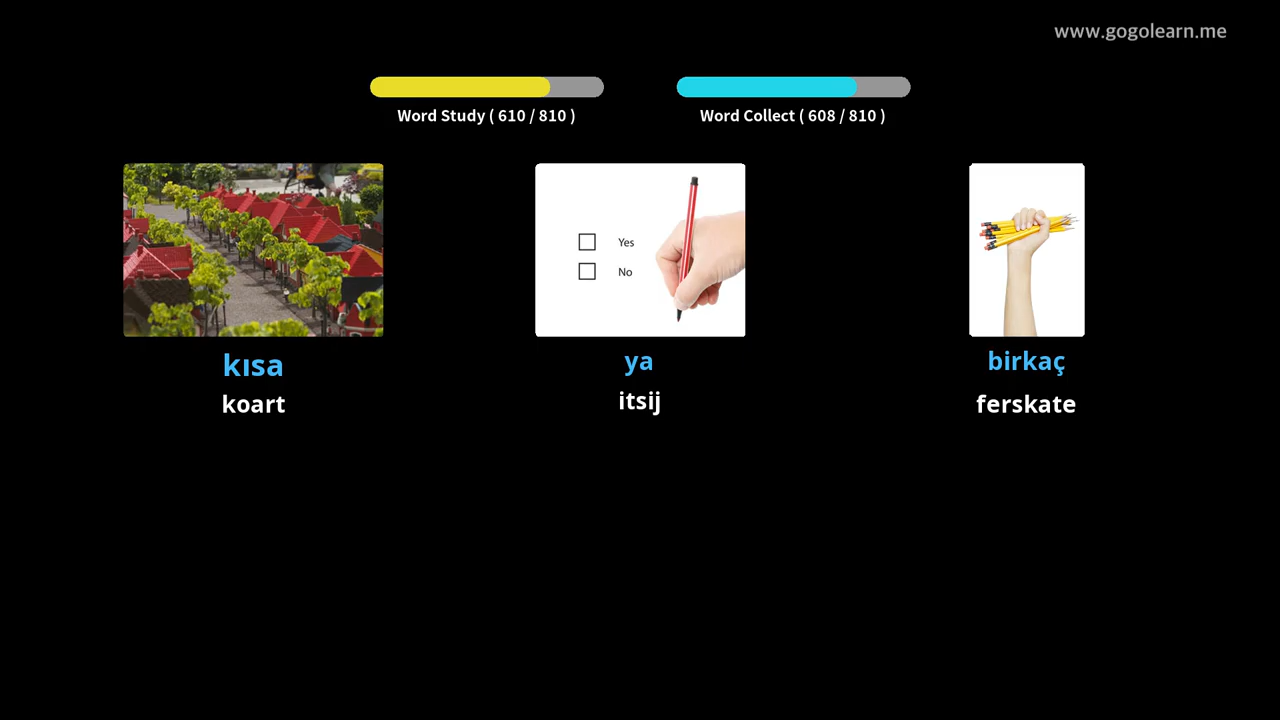 www.gogolearn.me
Word Study ( 610 / 810 )
Word Collect ( 608 / 810 )
Yes
No
kısa
koart
ya
itsij
birkaç
ferskate